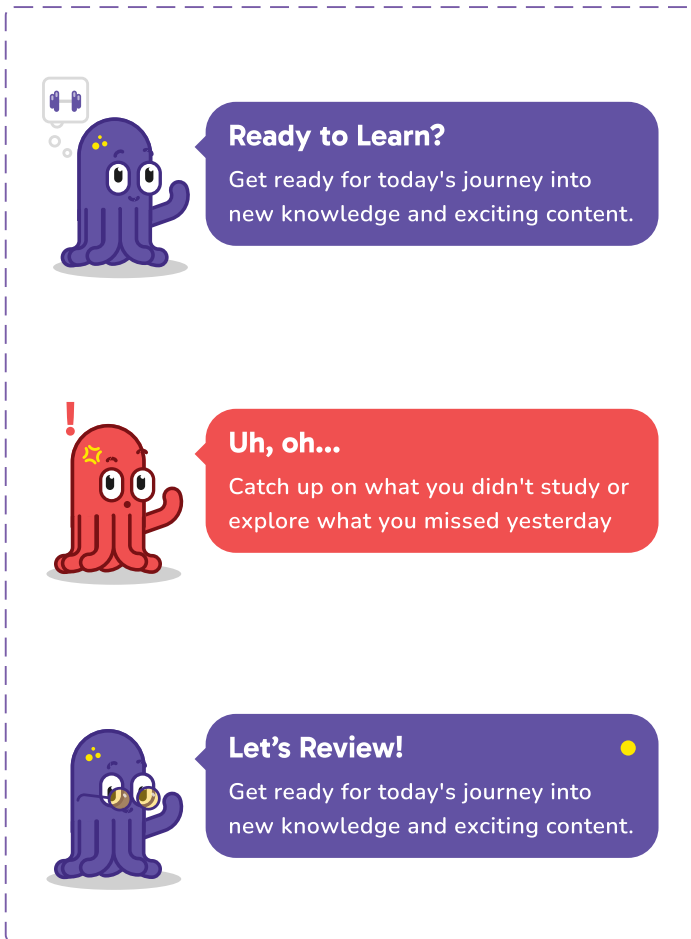 Ready to Learn?
Get ready for today's journey into
new knowledge and exciting content.
!
Uh, oh...
Catch up on what you didn't study or
explore what you missed yesterday
Let’s Review!
Get ready for today's journey into
new knowledge and exciting content.